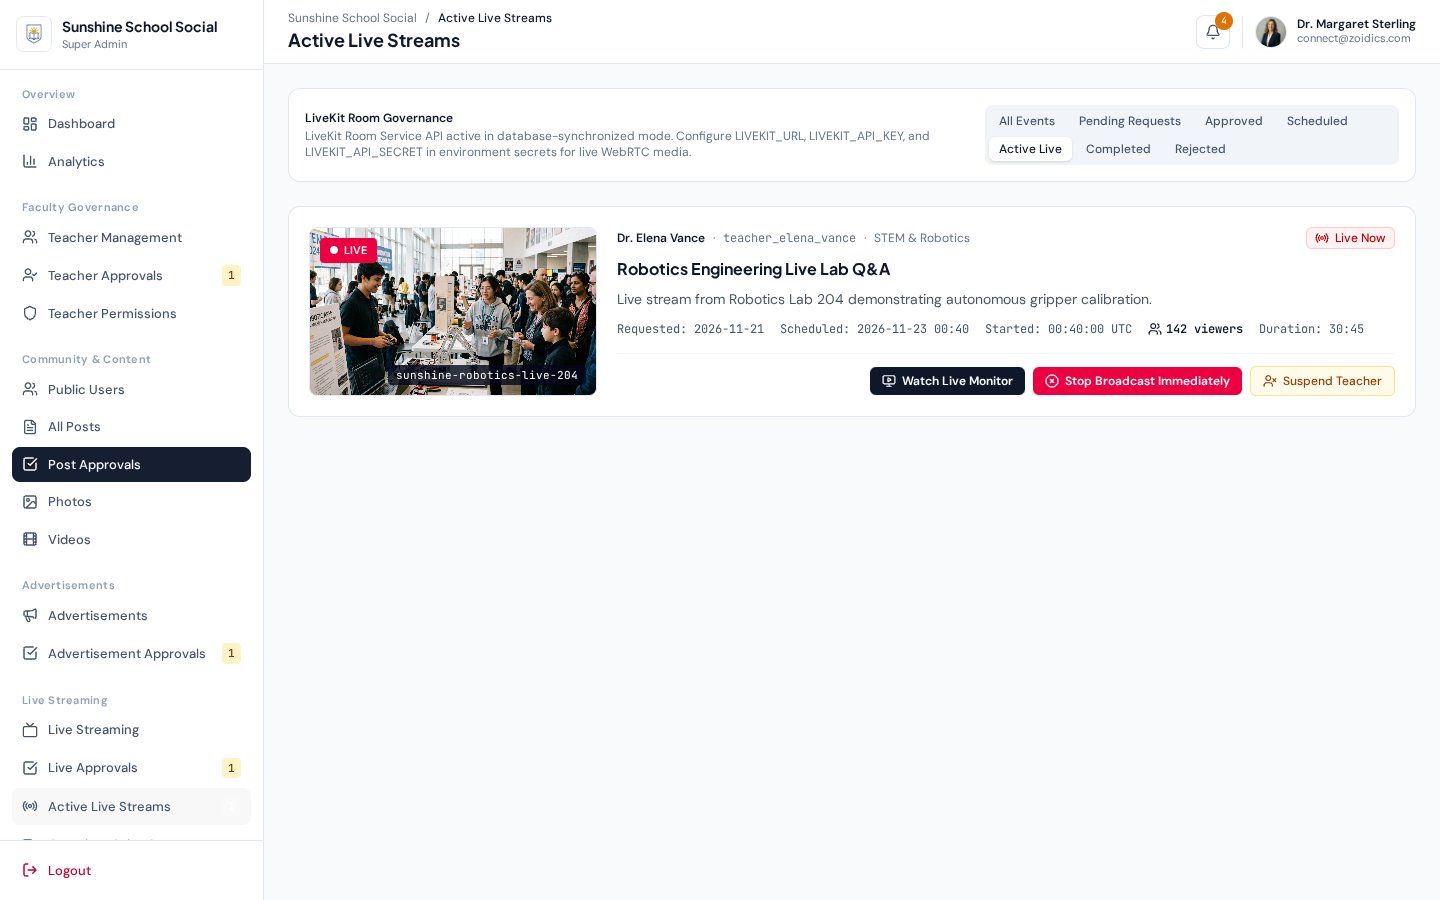 Sunshine School Social
Super Admin
Overview
Dashboard
Analytics
Faculty Governance
Teacher Management
Teacher Approvals 1
Teacher Permissions
Community & Content
Public Users
All Posts
Post Approvals
Photos
Videos
Advertisements
Advertisements
Advertisement Approvals 1
Live Streaming
Live Streaming
Live Approvals 1
Active Live Streams 1
Logout
Sunshine School Social / Active Live Streams
Active Live Streams
4
Dr. Margaret Sterling
connect@zoidics.com
LiveKit Room Governance
LiveKit Room Service API active in database-synchronized mode. Configure LIVEKIT_URL, LIVEKIT_API_KEY, and
LIVEKIT_API_SECRET in environment secrets for live WebRTC media.
All Events Pending Requests Approved Scheduled
Active Live Completed Rejected
LIVE
sunshine-robotics-live-204
Dr. Elena Vance · teacher_elena_vance · STEM & Robotics
Live Now
Robotics Engineering Live Lab Q&A
Live stream from Robotics Lab 204 demonstrating autonomous gripper calibration.
Requested: 2026-11-21 Scheduled: 2026-11-23 00:40 Started: 00:40:00 UTC 142 viewers Duration: 30:45
Watch Live Monitor Stop Broadcast Immediately Suspend Teacher